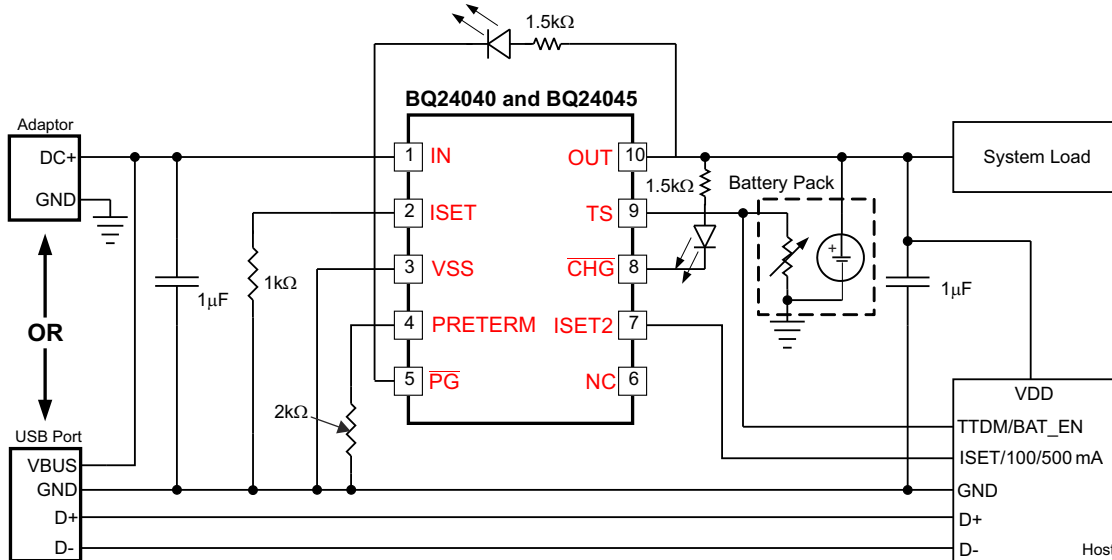 1.5kΩ
BQ24040 and BQ24045
Adaptor
DC+
GND
1 IN
OUT 10
System Load
1.5kΩ
Battery Pack
2 ISET
TS 9
1kΩ
3 VSS
CHG 8
+
1μF
1μF
OR
4 PRETERM
ISET2 7
5 PG
NC 6
2kΩ
VDD
TTDM/BAT_EN
USB Port
ISET/100/500 mA
VBUS
GND
GND
D+
D+
D-
D-
Host